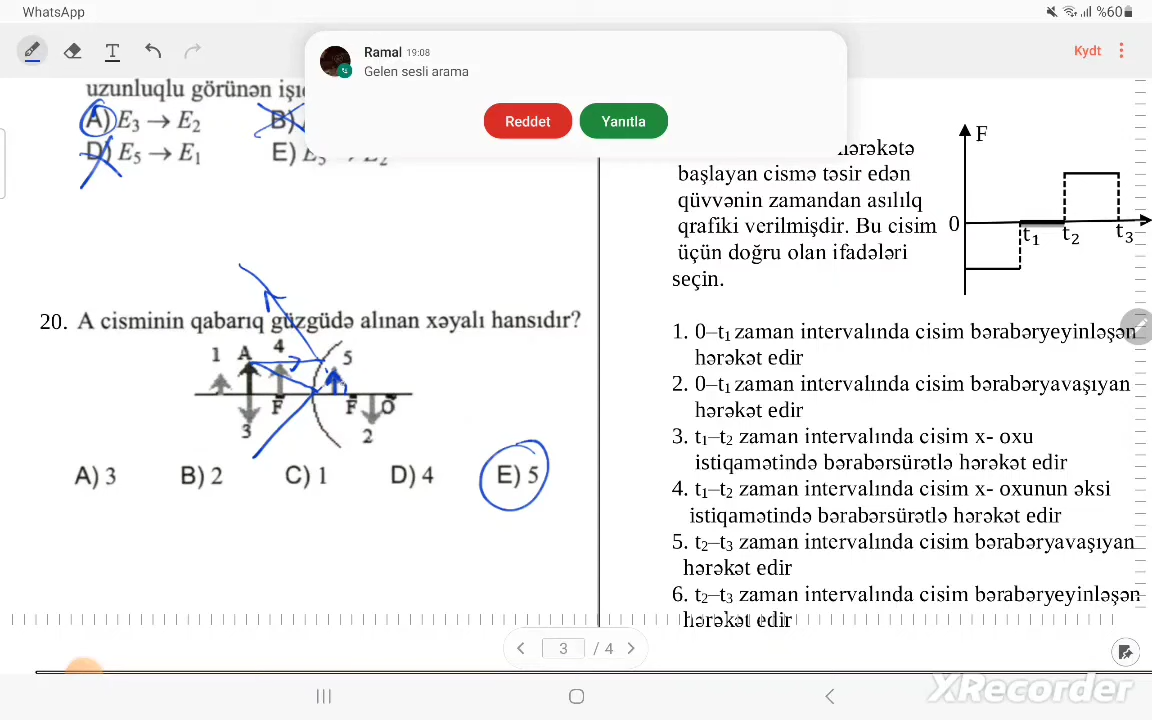 WhatsApp
%60
T
Kydt
Ramal 19:08
Gelen sesli arama
Reddet
Yanıtla
uzunluqlu görünən işı
A) E₃ → E₂
B)
D) E₅ → E₁
E)
20. A cisminin qabarıq güzgüdə alınan xəyalı hansıdır?
1 A 4 5
F F O
3 2
A) 3 B) 2 C) 1 D) 4 E) 5
hərəkətə
başlayan cismə təsir edən
qüvvənin zamandan asılılq
qrafiki verilmişdir. Bu cisim
üçün doğru olan ifadələri
seçin.
F
0
t₁ t₂ t₃
1. 0–t₁ zaman intervalında cisim bərabəryeyinləşən
hərəkət edir
2. 0–t₁ zaman intervalında cisim bərabəryavaşıyan
hərəkət edir
3. t₁–t₂ zaman intervalında cisim x- oxu
istiqamətində bərabərsürətlə hərəkət edir
4. t₁–t₂ zaman intervalında cisim x- oxunun əksi
istiqamətində bərabərsürətlə hərəkət edir
5. t₂–t₃ zaman intervalında cisim bərabəryavaşıyan
hərəkət edir
6. t₂–t₃ zaman intervalında cisim bərabəryeyinləşən
hərəkət edir
3 / 4
XRecorder